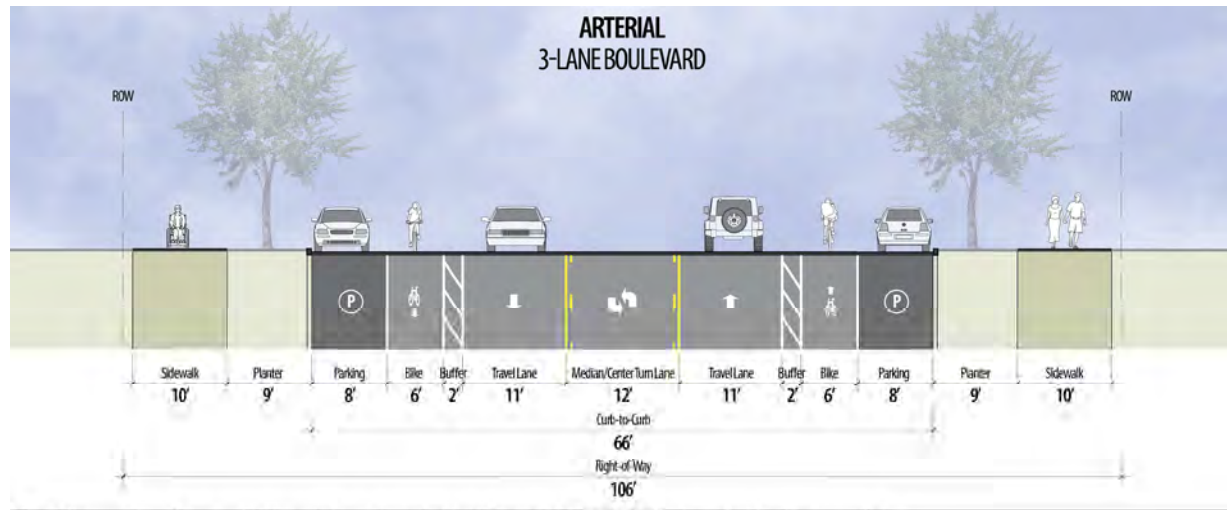 ARTERIAL
3-LANE BOULEVARD
ROW
ROW
P
P
Sidewalk Planter Parking Bike Buffer Travel Lane Median/Center Turn Lane Travel Lane Buffer Bike Parking Planter Sidewalk
10' 9' 8' 6' 2' 11' 12' 11' 2' 6' 8' 9' 10'
Curb-to-Curb
66'
Right-of-Way
106'